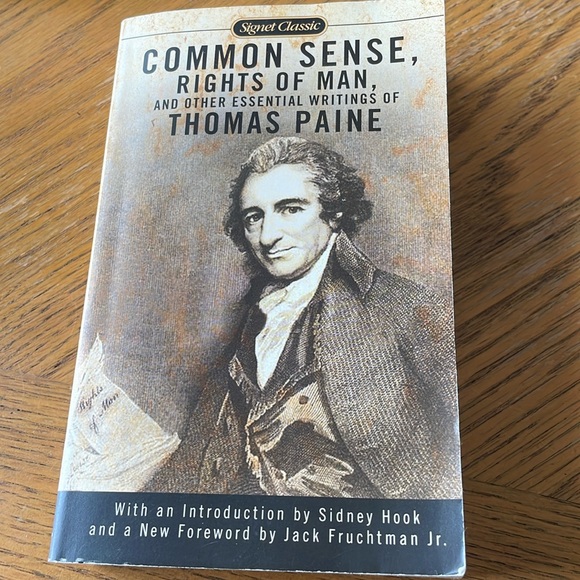 Signet Classic
COMMON SENSE,
RIGHTS OF MAN,
AND OTHER ESSENTIAL WRITINGS OF
THOMAS PAINE
Rights
of Man
With an Introduction by Sidney Hook
and a New Foreword by Jack Fruchtman Jr.